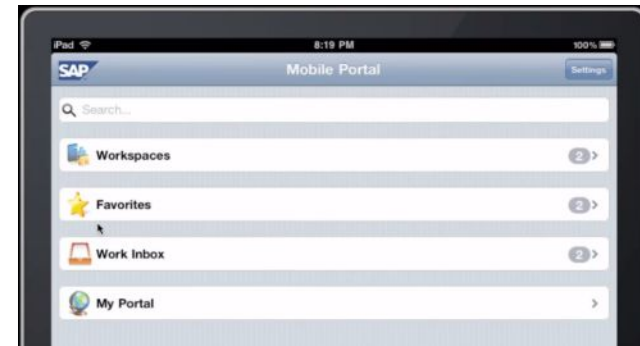 iPad 8:19 PM 100%
SAP Mobile Portal Settings
Search...
Workspaces 2
Favorites 2
Work Inbox 2
My Portal